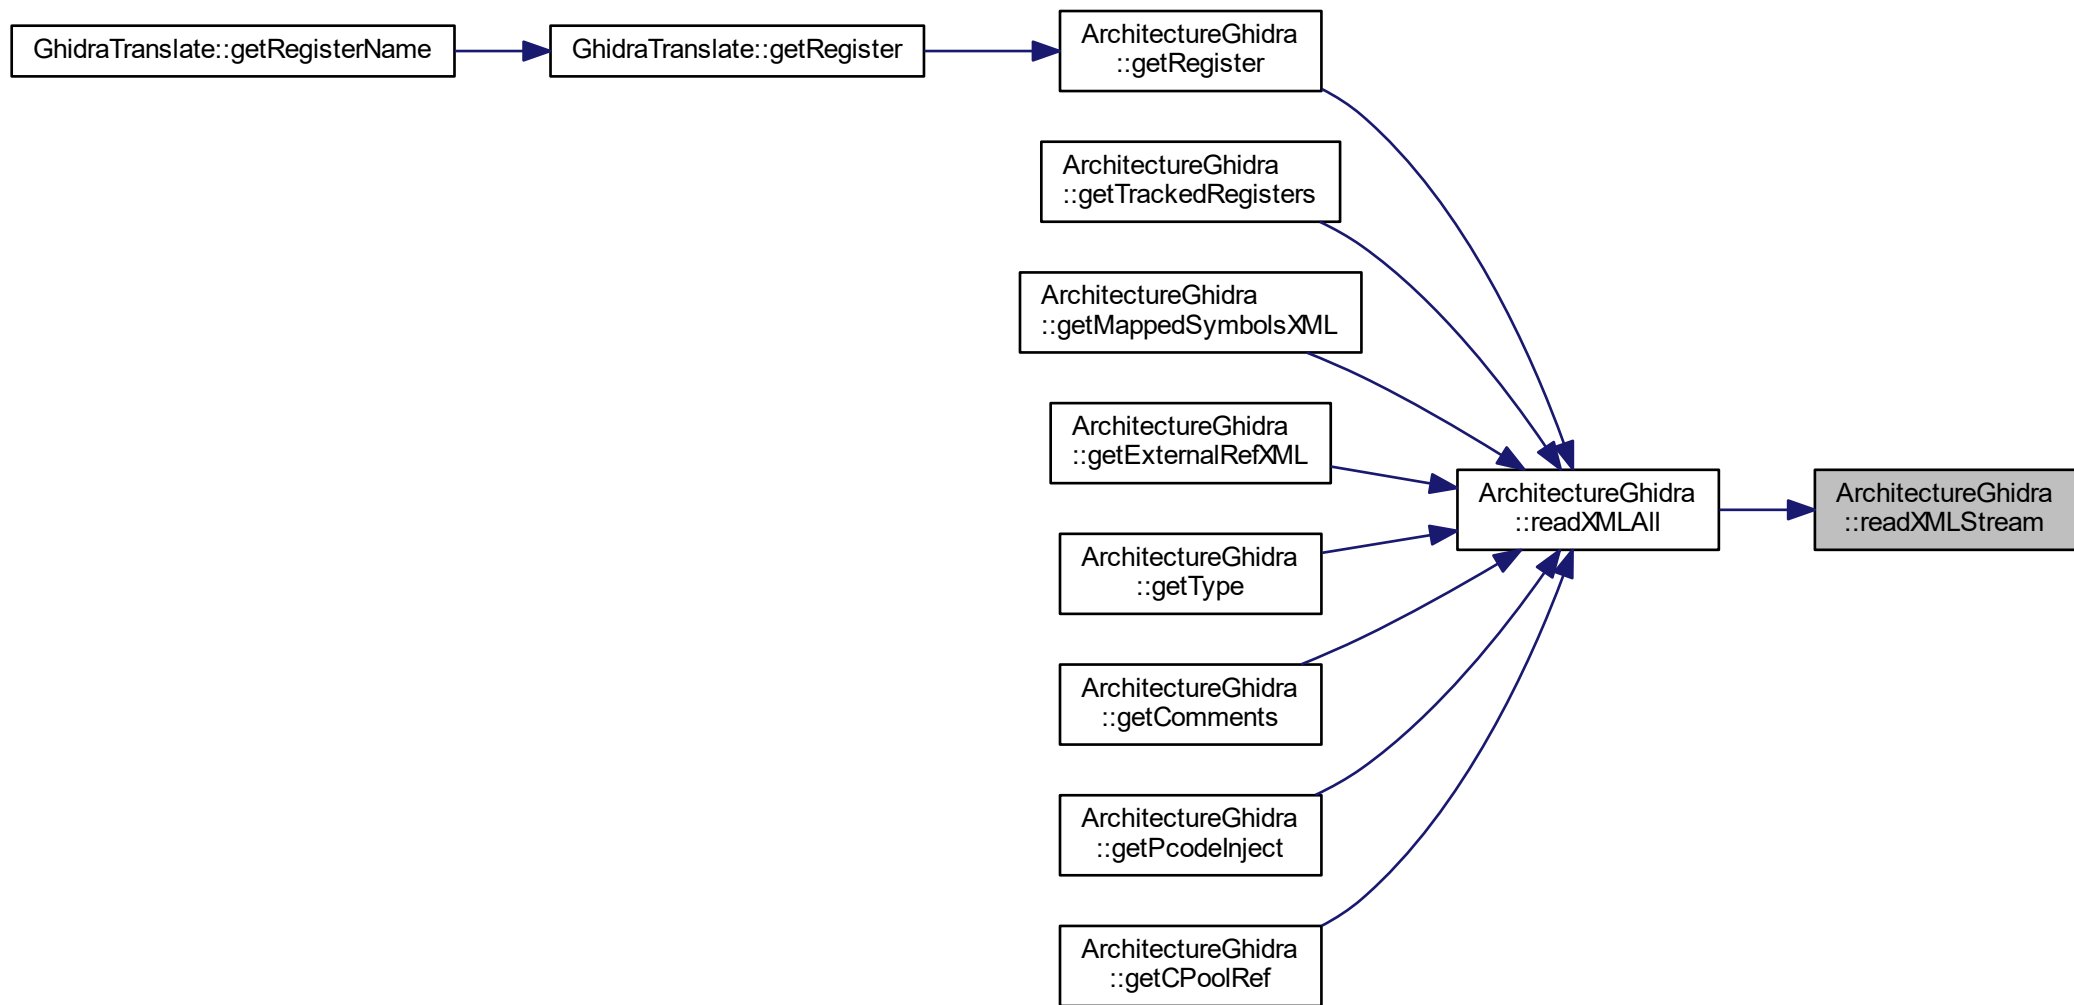 GhidraTranslate::getRegisterName
GhidraTranslate::getRegister
ArchitectureGhidra
::getRegister
ArchitectureGhidra
::getTrackedRegisters
ArchitectureGhidra
::getMappedSymbolsXML
ArchitectureGhidra
::getExternalRefXML
ArchitectureGhidra
::getType
ArchitectureGhidra
::getComments
ArchitectureGhidra
::getPcodeInject
ArchitectureGhidra
::getCPoolRef
ArchitectureGhidra
::readXMLAll
ArchitectureGhidra
::readXMLStream